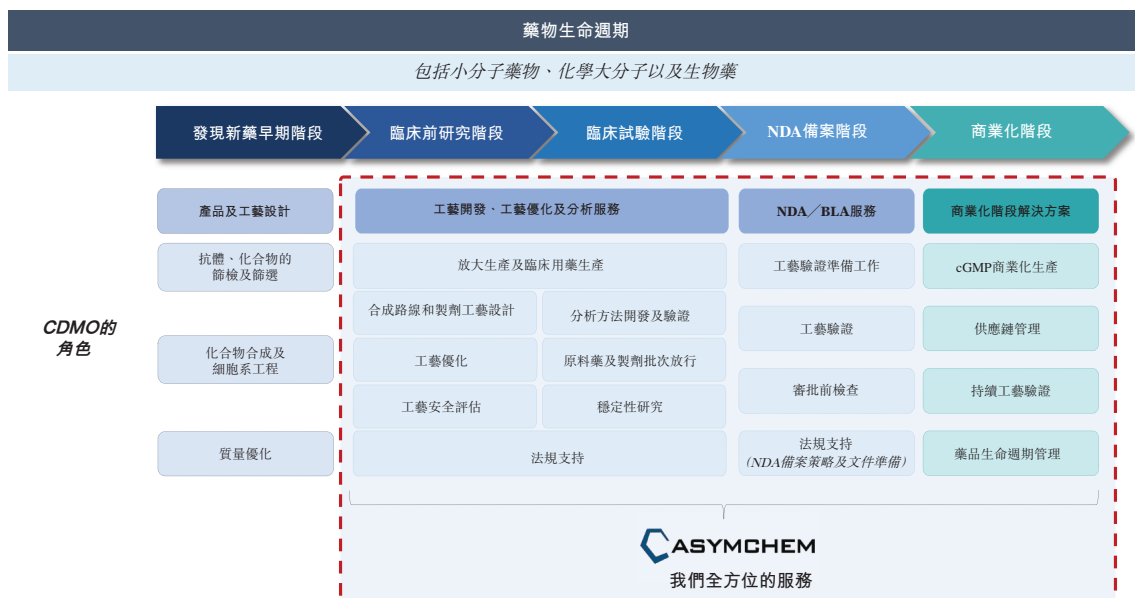 藥物生命週期
包括小分子藥物、化學大分子以及生物藥
發現新藥早期階段
臨床前研究階段
臨床試驗階段
NDA備案階段
商業化階段
產品及工藝設計
工藝開發、工藝優化及分析服務
NDA／BLA服務
商業化階段解決方案
抗體、化合物的
篩檢及篩選
放大生產及臨床用藥生產
工藝驗證準備工作
cGMP商業化生產
CDMO的
角色
合成路線和製劑工藝設計
分析方法開發及驗證
工藝驗證
供應鏈管理
化合物合成及
細胞系工程
工藝優化
原料藥及製劑批次放行
審批前檢查
持續工藝驗證
工藝安全評估
穩定性研究
質量優化
法規支持
法規支持
(NDA備案策略及文件準備)
藥品生命週期管理
ASYMCHEM
我們全方位的服務